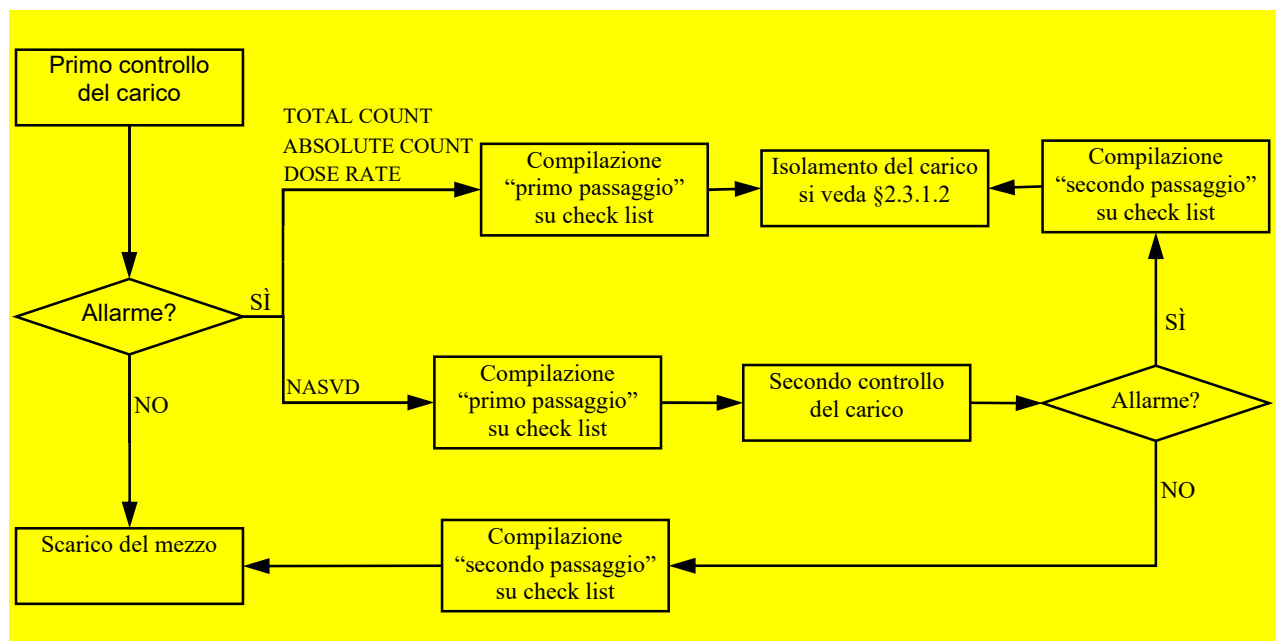 Primo controllo
del carico
TOTAL COUNT
ABSOLUTE COUNT
DOSE RATE
Compilazione
“primo passaggio”
su check list
Isolamento del carico
si veda §2.3.1.2
Compilazione
“secondo passaggio”
su check list
Allarme?
SÌ
SÌ
NASVD
Compilazione
“primo passaggio”
su check list
Secondo controllo
del carico
Allarme?
NO
NO
Scarico del mezzo
Compilazione
“secondo passaggio”
su check list